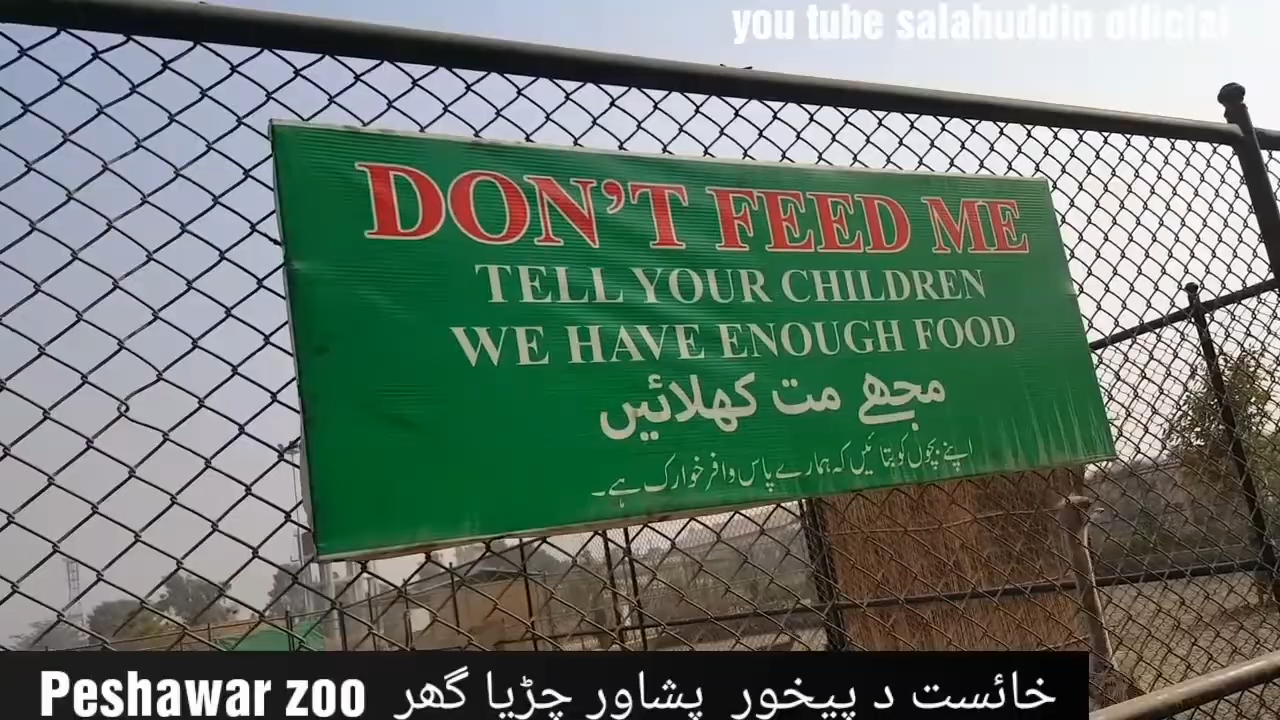 you tube salahuddin official
DON'T FEED ME
TELL YOUR CHILDREN
WE HAVE ENOUGH FOOD
مجھے مت کھلائیں
اپنے بچوں کو بتائیں کہ ہمارے پاس وافر خوارک ہے۔
Peshawar zoo خائست د پیخور پشاور چڑیا گھر